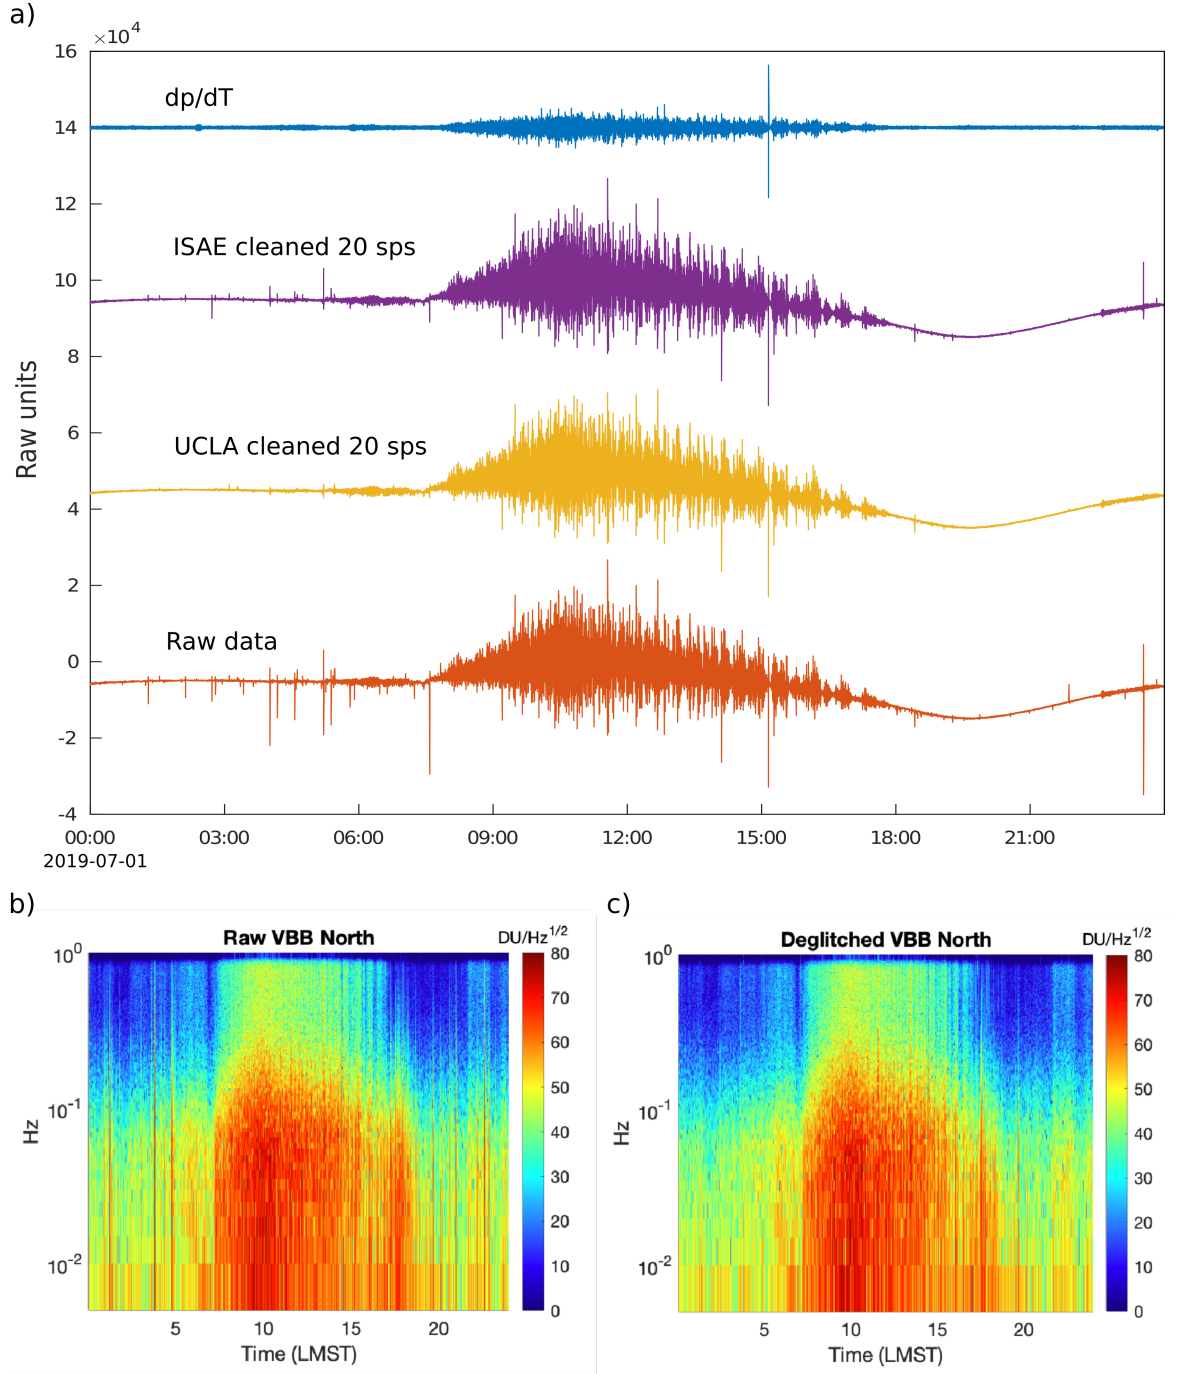 a)
×10^4
16
14
12
10
8
6
4
2
0
-2
-4
Raw units
dp/dT
ISAE cleaned 20 sps
UCLA cleaned 20 sps
Raw data
00:00 03:00 06:00 09:00 12:00 15:00 18:00 21:00
2019-07-01
b)
Raw VBB North
DU/Hz^1/2
10^0
10^-1
10^-2
Hz
80
70
60
50
40
30
20
10
0
5 10 15 20
Time (LMST)
c)
Deglitched VBB North
DU/Hz^1/2
10^0
10^-1
10^-2
Hz
80
70
60
50
40
30
20
10
0
5 10 15 20
Time (LMST)